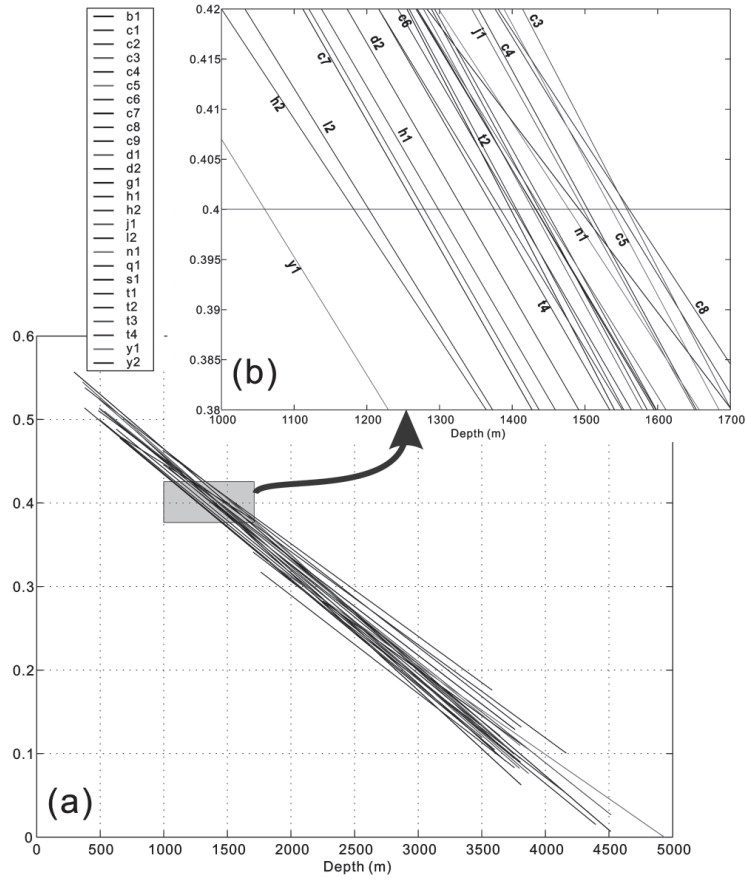 b1
c1
c2
c3
c4
c5
c6
c7
c8
c9
d1
d2
g1
h1
h2
j1
l2
n1
q1
s1
t1
t2
t3
t4
y1
y2
0.42
0.415
0.41
0.405
0.4
0.395
0.39
0.385
0.38
h2
l2
c7
d2
h1
c6
t2
j1
c4
c3
y1
n1
c5
t4
c8
(b)
1000 1100 1200 1300 1400 1500 1600 1700
Depth (m)
0.6
0.5
0.4
0.3
0.2
0.1
0
(a)
0 500 1000 1500 2000 2500 3000 3500 4000 4500 5000
Depth (m)